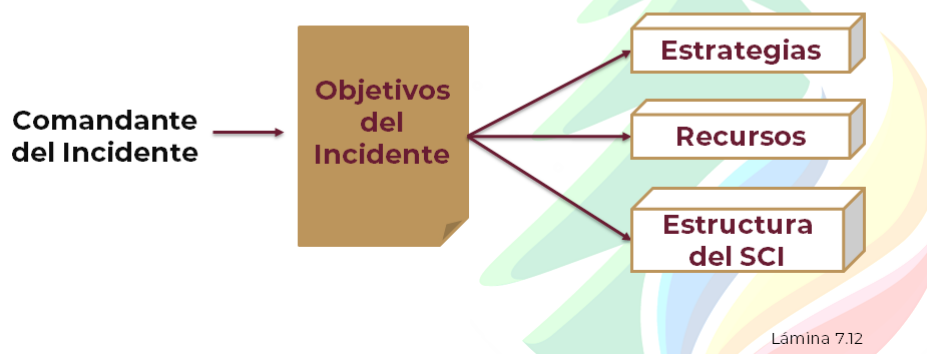 Comandante
del Incidente
Objetivos
del
Incidente
Estrategias
Recursos
Estructura
del SCI
Lámina 7.12